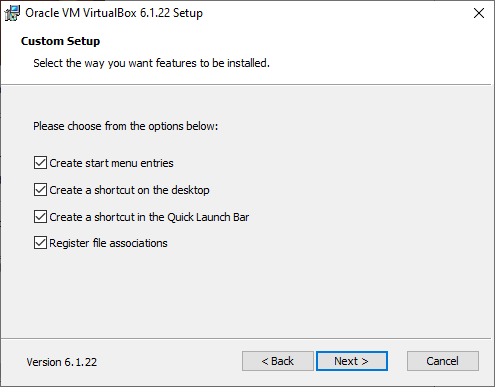 Oracle VM VirtualBox 6.1.22 Setup
Custom Setup
Select the way you want features to be installed.
Please choose from the options below:
Create start menu entries
Create a shortcut on the desktop
Create a shortcut in the Quick Launch Bar
Register file associations
Version 6.1.22
< Back
Next >
Cancel